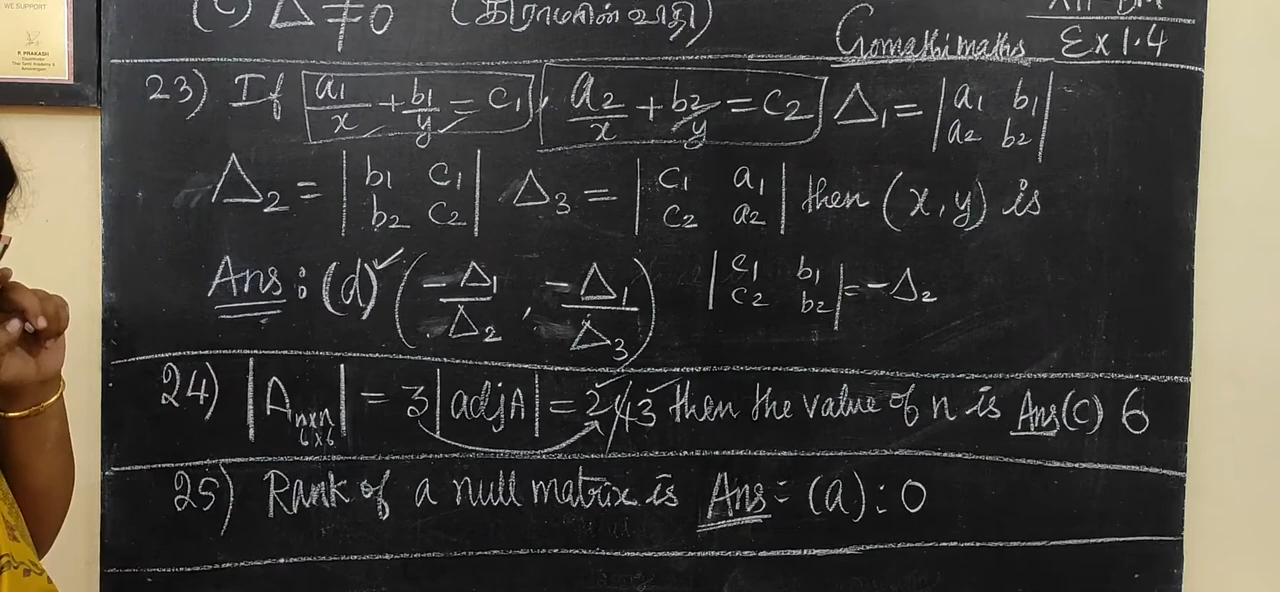 WE SUPPORT
P. PRAKASH
(c) Δ ≠ 0 (கிராமரின் விதி)
XII-BM
Gomathi maths Ex 1.4
23) If a₁/x + b₁/y = c₁, a₂/x + b₂/y = c₂ Δ₁ = |a₁ b₁; a₂ b₂|
Δ₂ = |b₁ c₁; b₂ c₂| Δ₃ = |c₁ a₁; c₂ a₂| then (x, y) is
Ans: (d) ✓ (-Δ₁/Δ₂, -Δ₁/Δ₃) |c₁ b₁; c₂ b₂| = -Δ₂
24) |A n×n 6×6| = 3 |adj A| = 243 then the value of n is Ans (c) 6
25) Rank of a null matrix is Ans: (a): 0